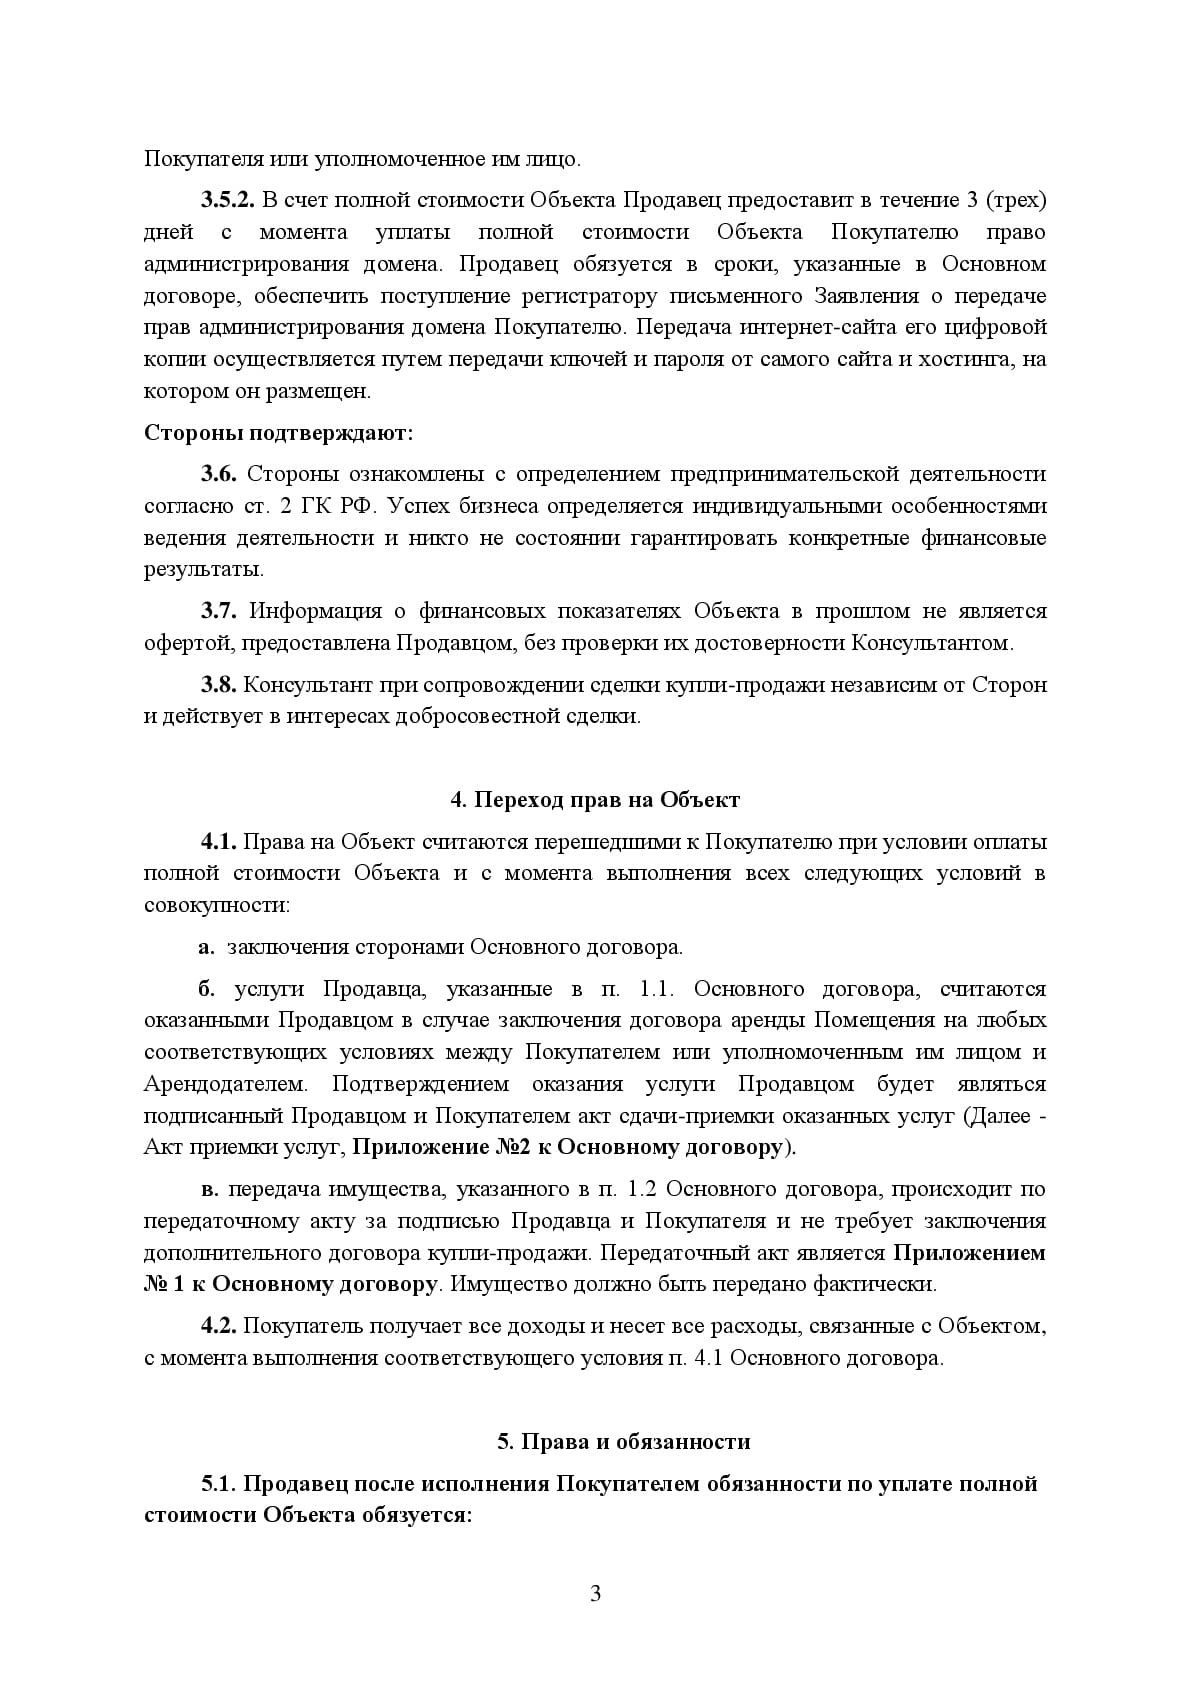 Покупателя или уполномоченное им лицо.
3.5.2. В счет полной стоимости Объекта Продавец предоставит в течение 3 (трех)
дней с момента уплаты полной стоимости Объекта Покупателю право
администрирования домена. Продавец обязуется в сроки, указанные в Основном
договоре, обеспечить поступление регистратору письменного Заявления о передаче
прав администрирования домена Покупателю. Передача интернет-сайта его цифровой
копии осуществляется путем передачи ключей и пароля от самого сайта и хостинга, на
котором он размещен.
Стороны подтверждают:
3.6. Стороны ознакомлены с определением предпринимательской деятельности
согласно ст. 2 ГК РФ. Успех бизнеса определяется индивидуальными особенностями
ведения деятельности и никто не состоянии гарантировать конкретные финансовые
результаты.
3.7. Информация о финансовых показателях Объекта в прошлом не является
офертой, предоставлена Продавцом, без проверки их достоверности Консультантом.
3.8. Консультант при сопровождении сделки купли-продажи независим от Сторон
и действует в интересах добросовестной сделки.
4. Переход прав на Объект
4.1. Права на Объект считаются перешедшими к Покупателю при условии оплаты
полной стоимости Объекта и с момента выполнения всех следующих условий в
совокупности:
а. заключения сторонами Основного договора.
б. услуги Продавца, указанные в п. 1.1. Основного договора, считаются
оказанными Продавцом в случае заключения договора аренды Помещения на любых
соответствующих условиях между Покупателем или уполномоченным им лицом и
Арендодателем. Подтверждением оказания услуги Продавцом будет являться
подписанный Продавцом и Покупателем акт сдачи-приемки оказанных услуг (Далее -
Акт приемки услуг, Приложение №2 к Основному договору).
в. передача имущества, указанного в п. 1.2 Основного договора, происходит по
передаточному акту за подписью Продавца и Покупателя и не требует заключения
дополнительного договора купли-продажи. Передаточный акт является Приложением
№ 1 к Основному договору. Имущество должно быть передано фактически.
4.2. Покупатель получает все доходы и несет все расходы, связанные с Объектом,
с момента выполнения соответствующего условия п. 4.1 Основного договора.
5. Права и обязанности
5.1. Продавец после исполнения Покупателем обязанности по уплате полной
стоимости Объекта обязуется:
3